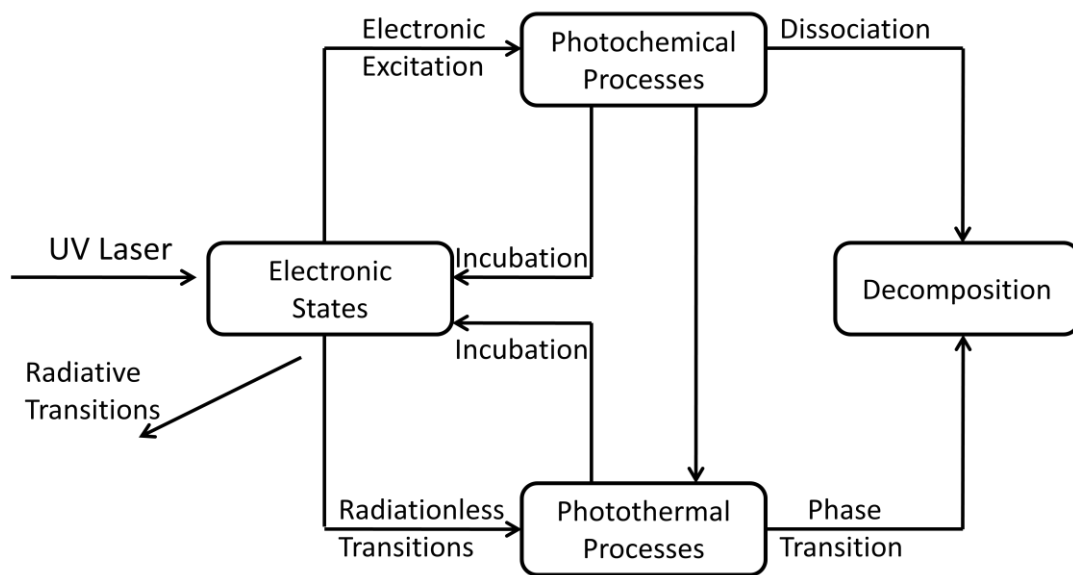 Electronic
Excitation
Photochemical
Processes
Dissociation
UV Laser
Electronic
States
Incubation
Incubation
Decomposition
Radiative
Transitions
Radiationless
Transitions
Photothermal
Processes
Phase
Transition